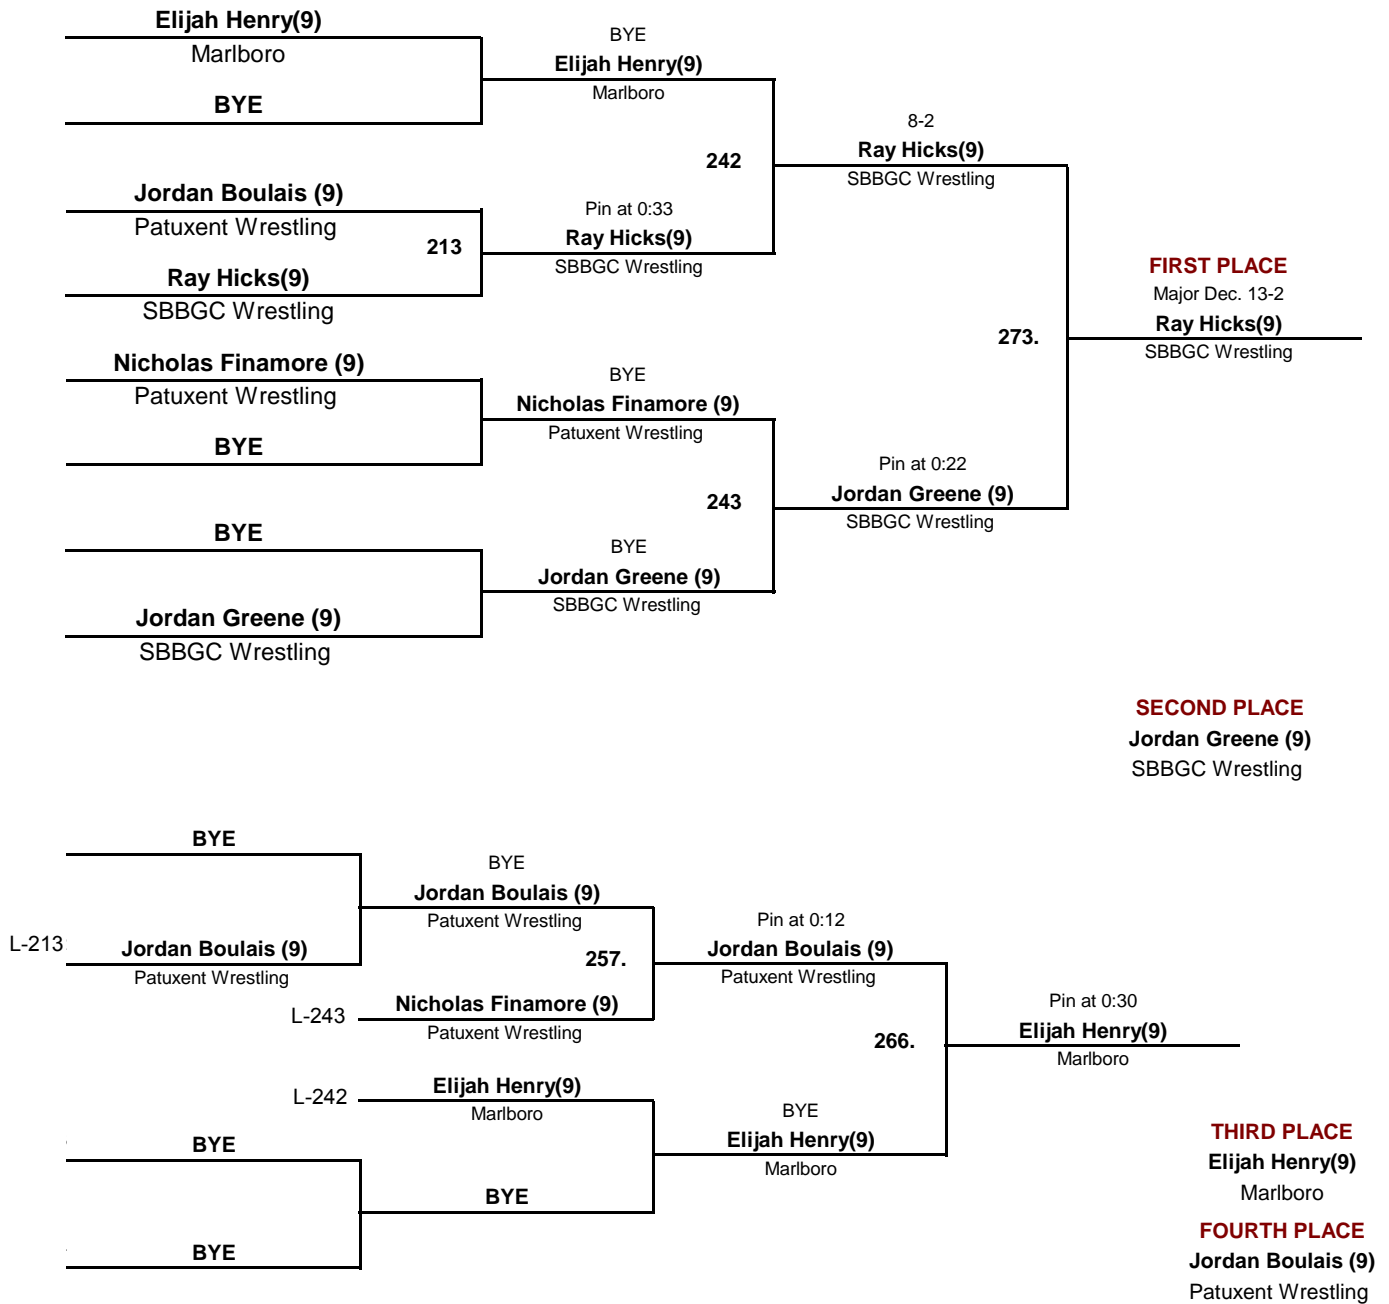 Elijah Henry(9)
Marlboro
BYE
BYE
Elijah Henry(9)
Marlboro
242
8-2
Ray Hicks(9)
SBBGC Wrestling
Jordan Boulais (9)
Patuxent Wrestling
213
Ray Hicks(9)
SBBGC Wrestling
Pin at 0:33
Ray Hicks(9)
SBBGC Wrestling
FIRST PLACE
Major Dec. 13-2
Ray Hicks(9)
SBBGC Wrestling
273.
Nicholas Finamore (9)
Patuxent Wrestling
BYE
BYE
Nicholas Finamore (9)
Patuxent Wrestling
243
Pin at 0:22
Jordan Greene (9)
SBBGC Wrestling
BYE
Jordan Greene (9)
SBBGC Wrestling
BYE
Jordan Greene (9)
SBBGC Wrestling
SECOND PLACE
Jordan Greene (9)
SBBGC Wrestling
BYE
L-213
Jordan Boulais (9)
Patuxent Wrestling
BYE
Jordan Boulais (9)
Patuxent Wrestling
257.
L-243
Nicholas Finamore (9)
Patuxent Wrestling
Pin at 0:12
Jordan Boulais (9)
Patuxent Wrestling
266.
Pin at 0:30
Elijah Henry(9)
Marlboro
L-242
Elijah Henry(9)
Marlboro
BYE
Elijah Henry(9)
Marlboro
BYE
BYE
BYE
THIRD PLACE
Elijah Henry(9)
Marlboro
FOURTH PLACE
Jordan Boulais (9)
Patuxent Wrestling